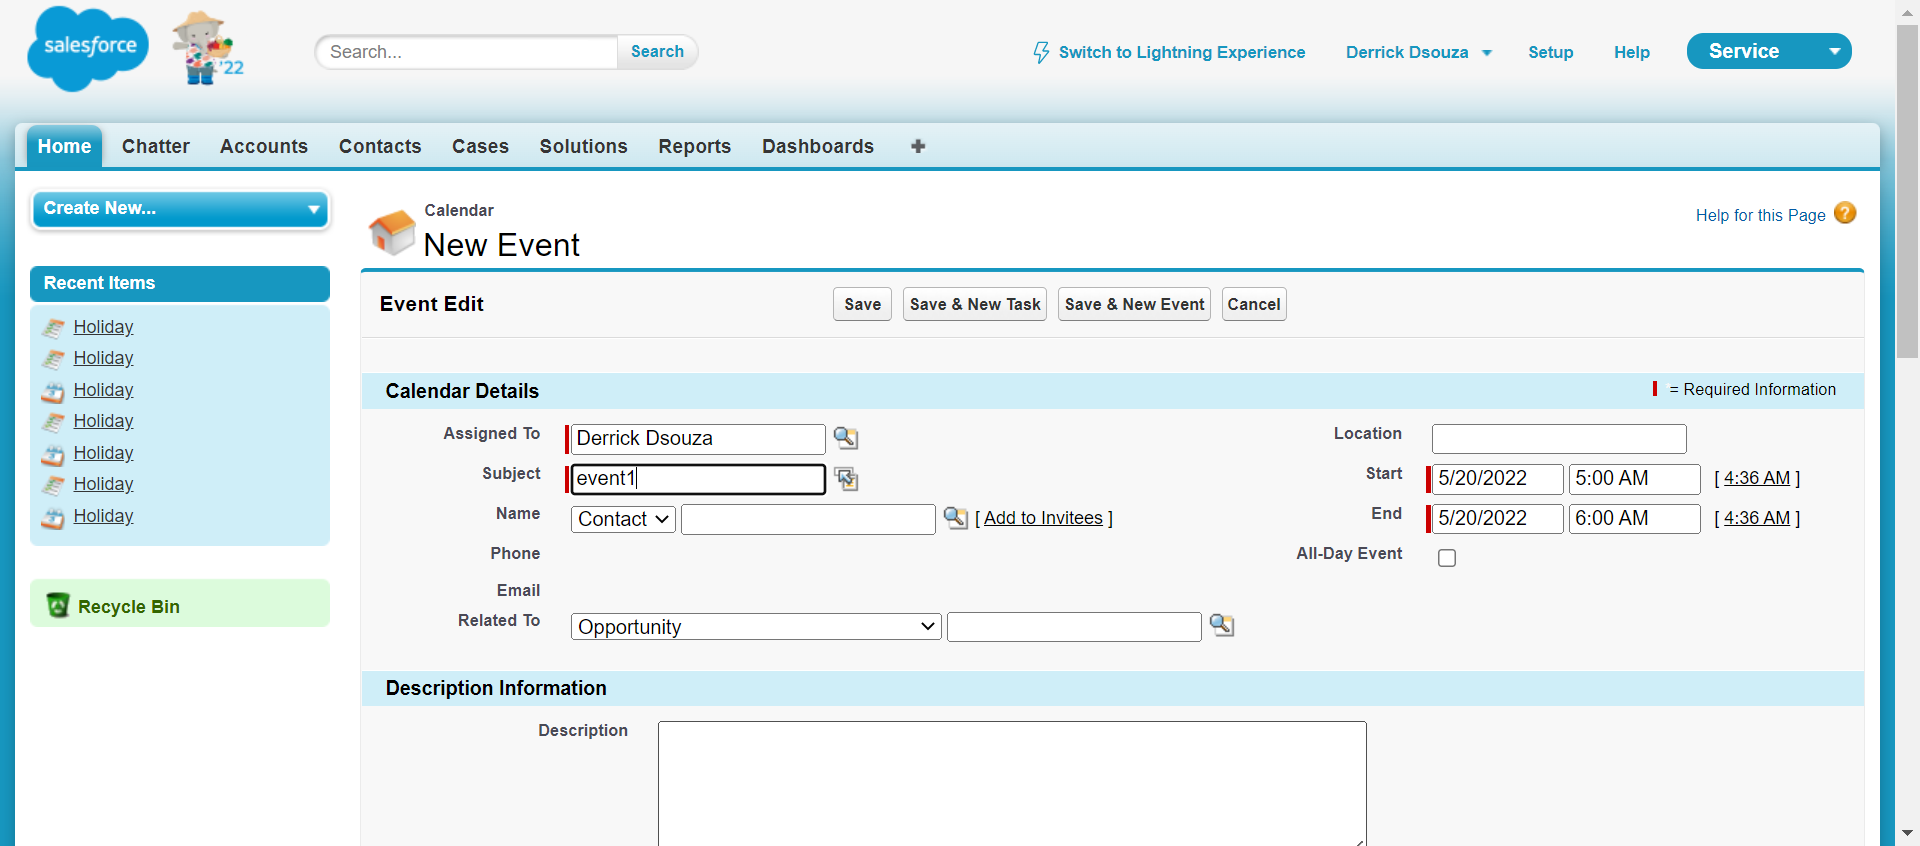 salesforce
'22
Search...
Search
Switch to Lightning Experience
Derrick Dsouza
Setup
Help
Service
Home
Chatter
Accounts
Contacts
Cases
Solutions
Reports
Dashboards
Create New...
Calendar
New Event
Help for this Page
?
Recent Items
Holiday
Holiday
Holiday
Holiday
Holiday
Holiday
Holiday
Recycle Bin
Event Edit
Save
Save & New Task
Save & New Event
Cancel
Calendar Details
= Required Information
Assigned To
Derrick Dsouza
Location
Subject
event1
Start
5/20/2022
5:00 AM
[ 4:36 AM ]
Name
Contact
[ Add to Invitees ]
End
5/20/2022
6:00 AM
[ 4:36 AM ]
Phone
All-Day Event
Email
Related To
Opportunity
Description Information
Description